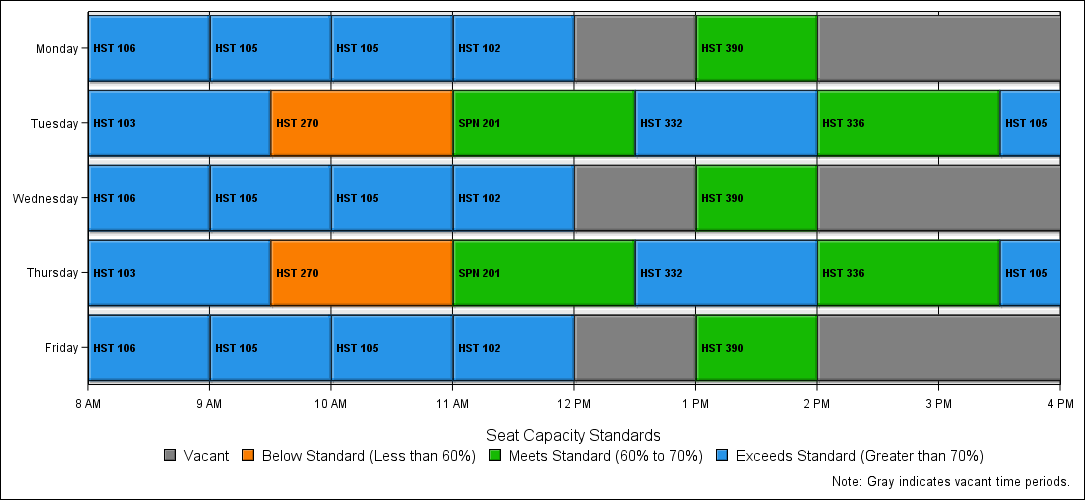 Monday HST 106 HST 105 HST 105 HST 102 HST 390
Tuesday HST 103 HST 270 SPN 201 HST 332 HST 336 HST 105
Wednesday HST 106 HST 105 HST 105 HST 102 HST 390
Thursday HST 103 HST 270 SPN 201 HST 332 HST 336 HST 105
Friday HST 106 HST 105 HST 105 HST 102 HST 390
8 AM 9 AM 10 AM 11 AM 12 PM 1 PM 2 PM 3 PM 4 PM
Seat Capacity Standards
Vacant Below Standard (Less than 60%) Meets Standard (60% to 70%) Exceeds Standard (Greater than 70%)
Note: Gray indicates vacant time periods.